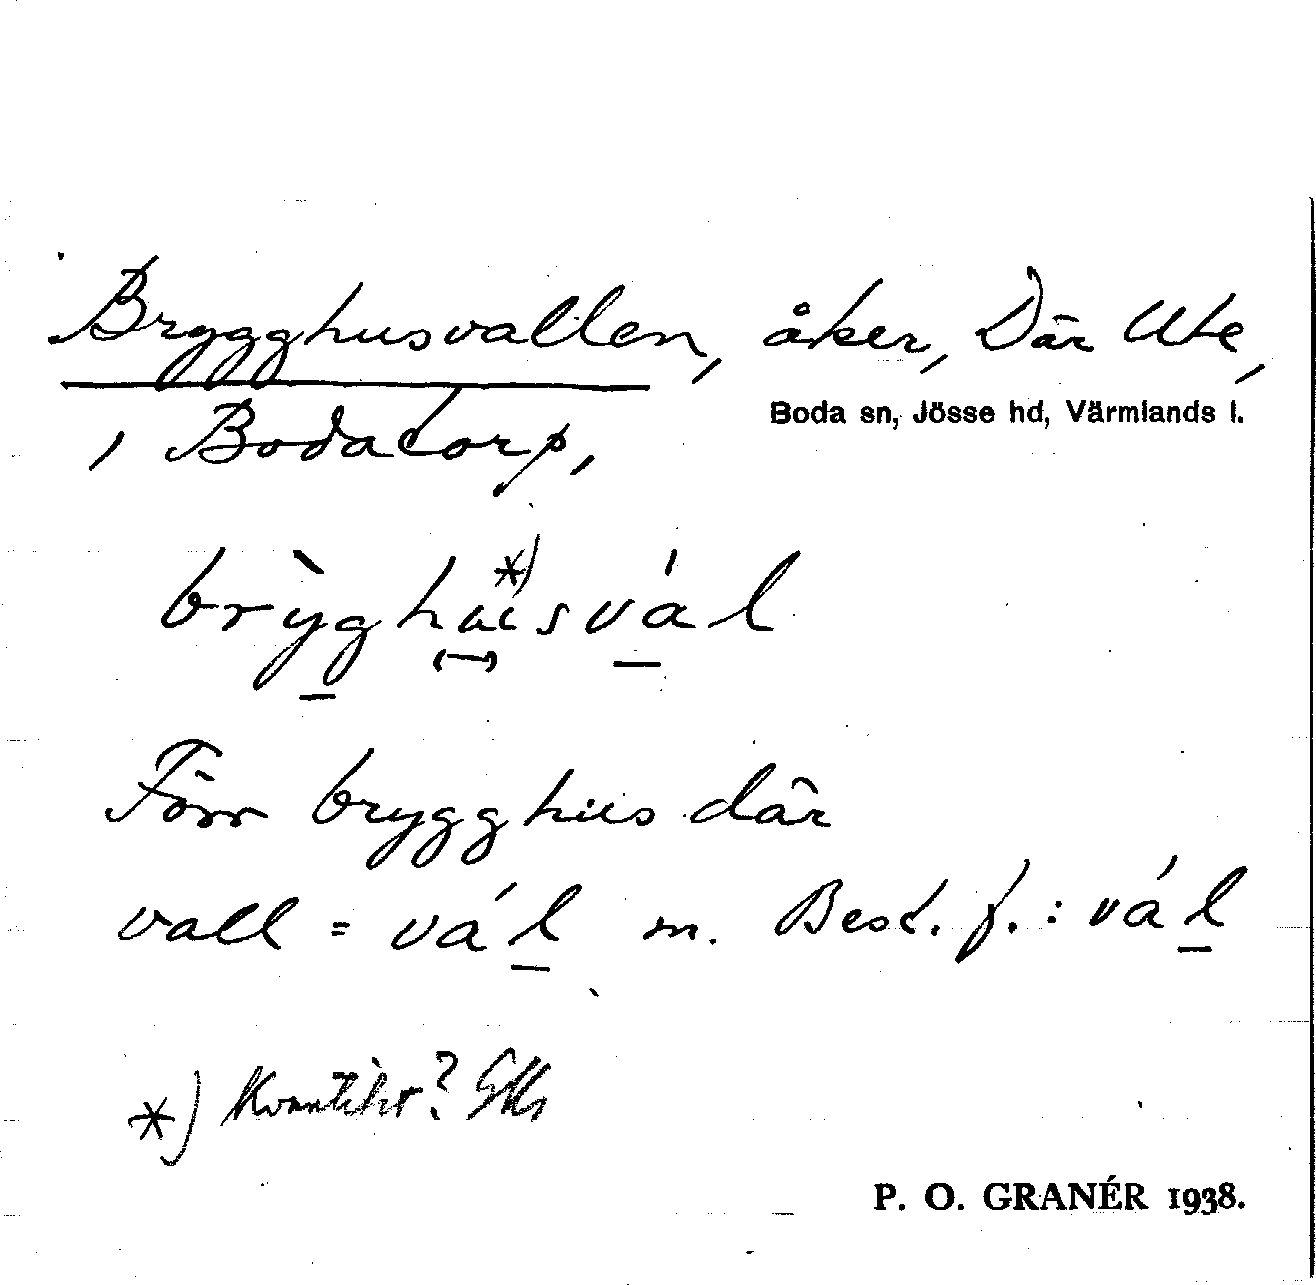 Brygghusvallen, åker, Där Ute,
Boda sn, Jösse hd, Värmlands l.
, Bodatorp,
brỳghüsvál *)
Förr brygghus där
vall = vál m. Best. f.: vál
*) Kvantitet?
P. O. GRANÉR 1938.